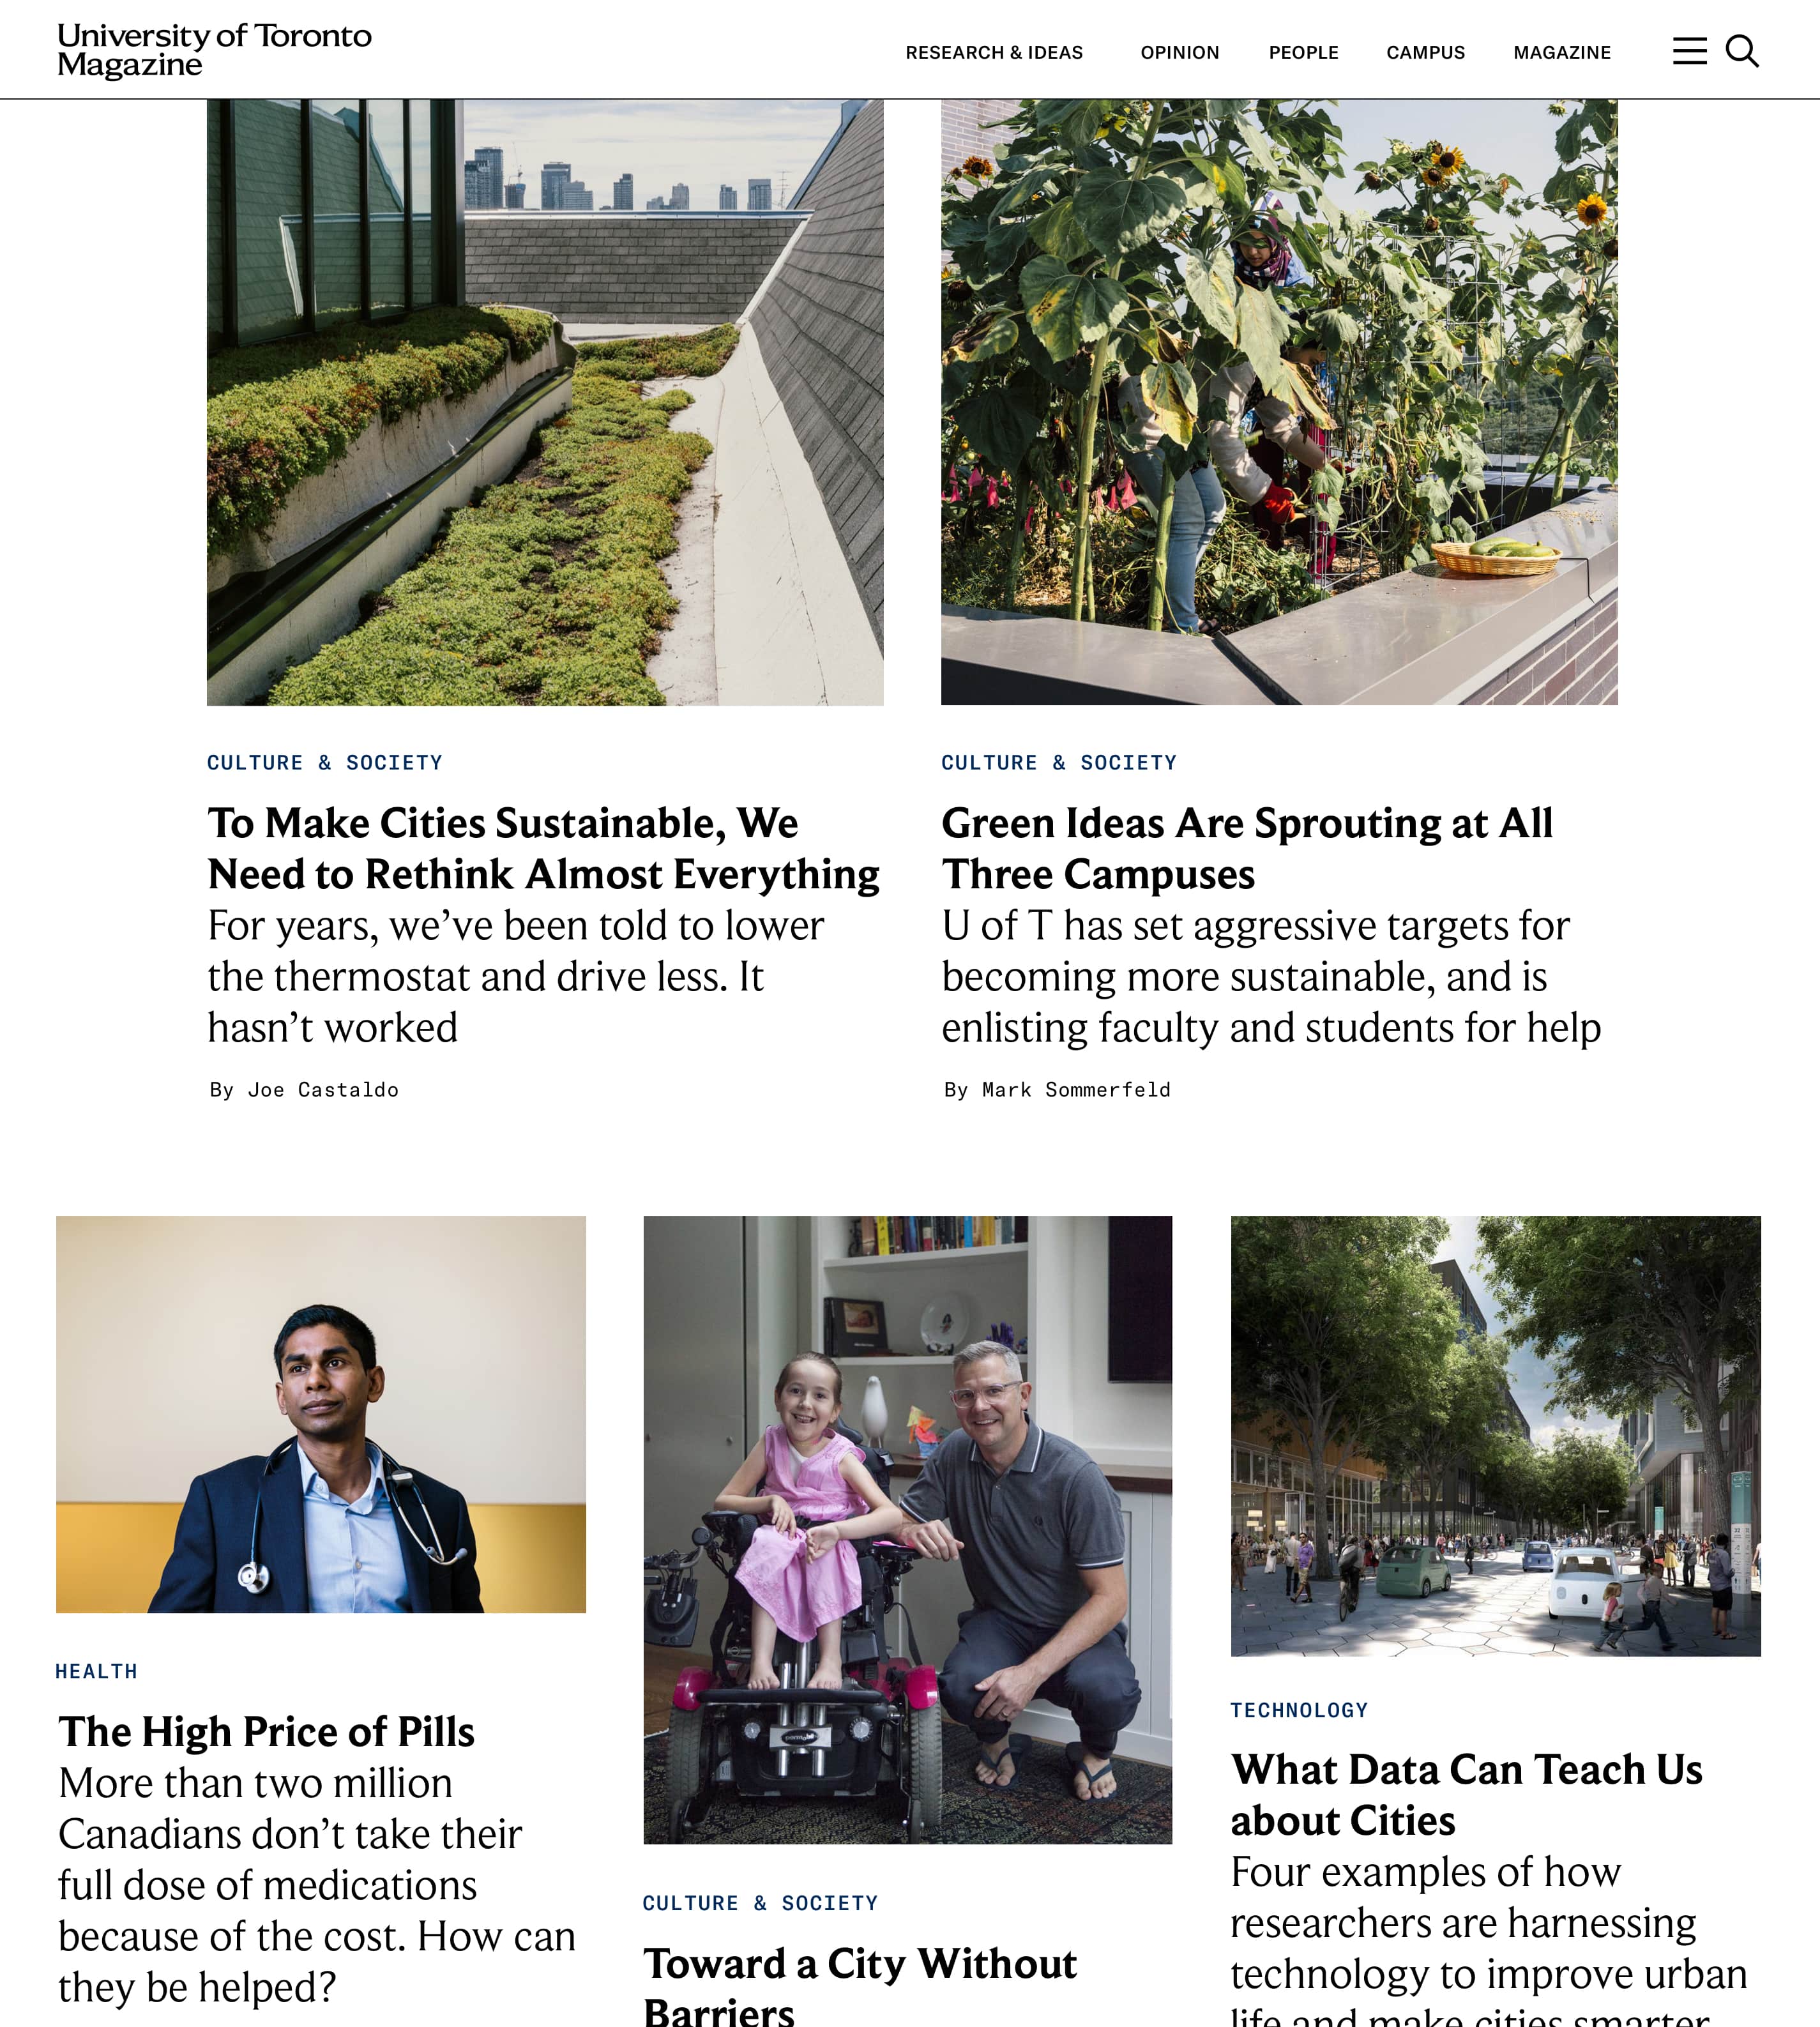 University of Toronto
Magazine
RESEARCH & IDEAS
OPINION
PEOPLE
CAMPUS
MAGAZINE
CULTURE & SOCIETY
To Make Cities Sustainable, We
Need to Rethink Almost Everything
For years, we’ve been told to lower
the thermostat and drive less. It
hasn’t worked
By Joe Castaldo
CULTURE & SOCIETY
Green Ideas Are Sprouting at All
Three Campuses
U of T has set aggressive targets for
becoming more sustainable, and is
enlisting faculty and students for help
By Mark Sommerfeld
HEALTH
The High Price of Pills
More than two million
Canadians don’t take their
full dose of medications
because of the cost. How can
they be helped?
CULTURE & SOCIETY
Toward a City Without
Barriers
TECHNOLOGY
What Data Can Teach Us
about Cities
Four examples of how
researchers are harnessing
technology to improve urban
life and make cities smarter